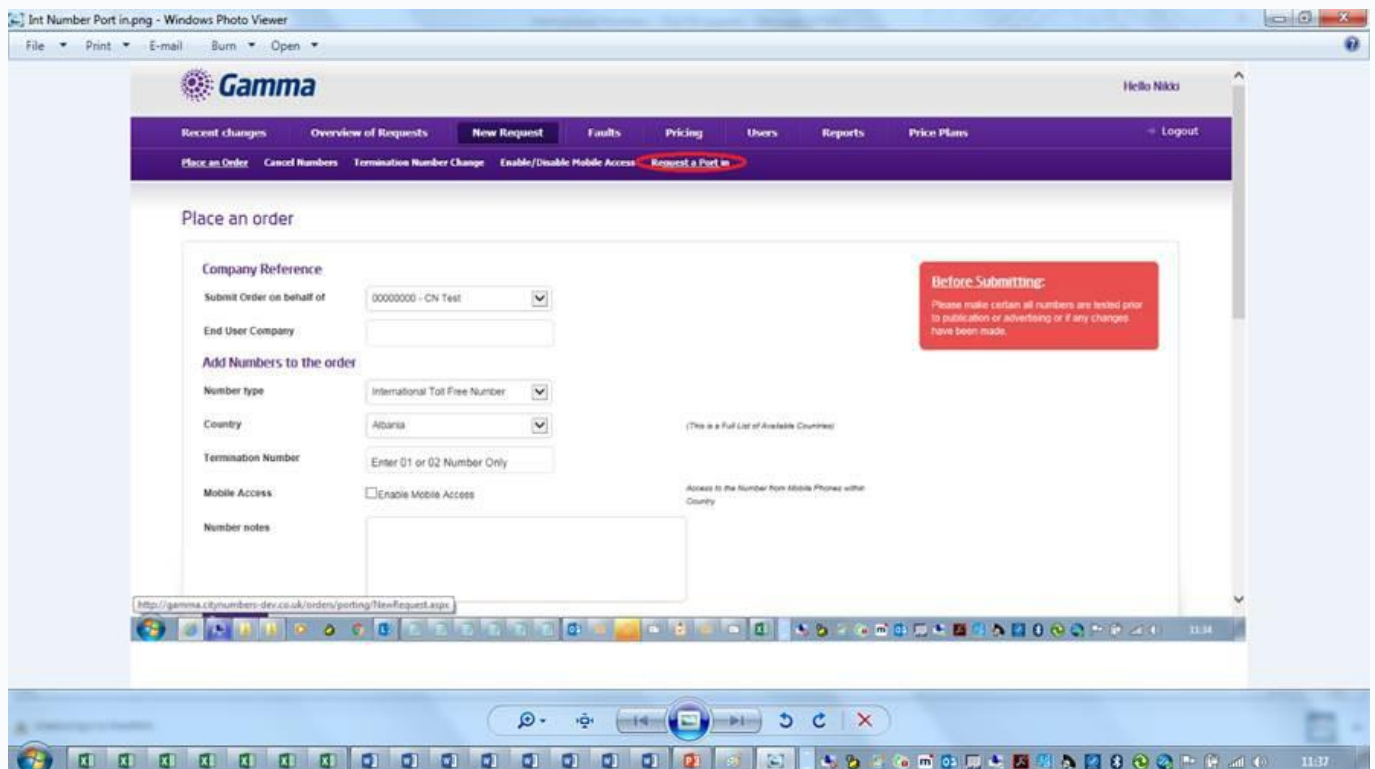 Int Number Port in.png - Windows Photo Viewer
File Print E-mail Burn Open
Gamma
Hello Nikki
Recent changes Overview of Requests New Request Faults Pricing Users Reports Price Plans Logout
Place an Order Cancel Numbers Termination Number Change Enable/Disable Mobile Access Request a Port in
Place an order
Company Reference
Submit Order on behalf of 00000000 - CN Test
End User Company
Before Submitting:
Please make certain all numbers are tested prior
to publication or advertising or if any changes
have been made.
Add Numbers to the order
Number type International Toll Free Number
Country Albania (This is a Full List of Available Countries)
Termination Number Enter 01 or 02 Number Only
Mobile Access Enable Mobile Access Access to the Number from Mobile Phones within
Country
Number notes
http://gamma.citynumbers-dev.co.uk/orders/porting/NewRequest.aspx
11:34
11:37